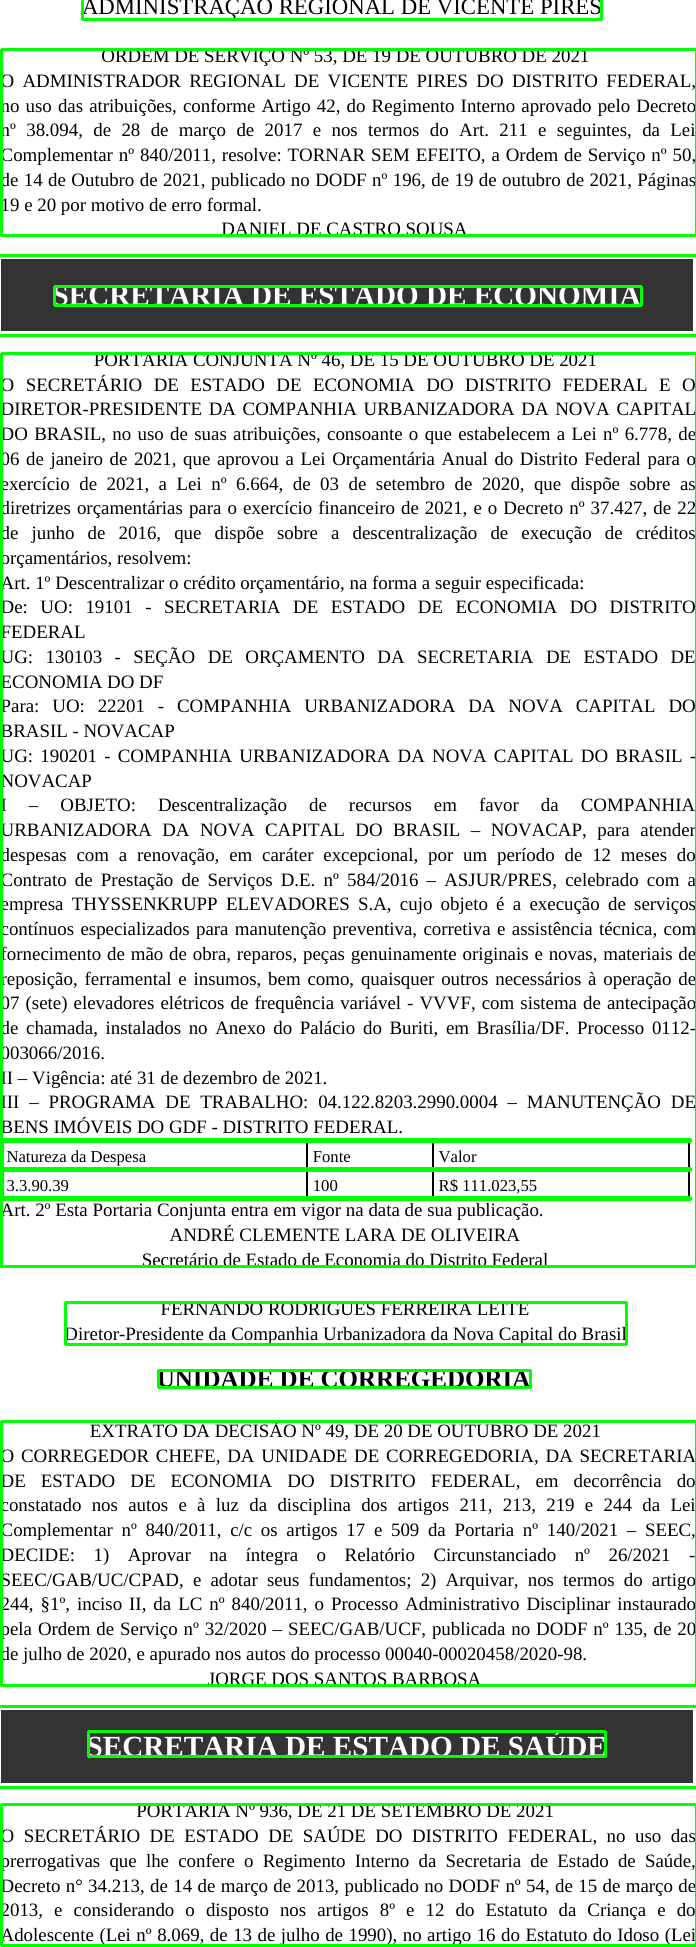 ADMINISTRAÇÃO REGIONAL DE VICENTE PIRES
ORDEM DE SERVIÇO Nº 53, DE 19 DE OUTUBRO DE 2021
O ADMINISTRADOR REGIONAL DE VICENTE PIRES DO DISTRITO FEDERAL,
no uso das atribuições, conforme Artigo 42, do Regimento Interno aprovado pelo Decreto
nº 38.094, de 28 de março de 2017 e nos termos do Art. 211 e seguintes, da Lei
Complementar nº 840/2011, resolve: TORNAR SEM EFEITO, a Ordem de Serviço nº 50,
de 14 de Outubro de 2021, publicado no DODF nº 196, de 19 de outubro de 2021, Páginas
19 e 20 por motivo de erro formal.
DANIEL DE CASTRO SOUSA
SECRETARIA DE ESTADO DE ECONOMIA
PORTARIA CONJUNTA Nº 46, DE 15 DE OUTUBRO DE 2021
O SECRETÁRIO DE ESTADO DE ECONOMIA DO DISTRITO FEDERAL E O
DIRETOR-PRESIDENTE DA COMPANHIA URBANIZADORA DA NOVA CAPITAL
DO BRASIL, no uso de suas atribuições, consoante o que estabelecem a Lei nº 6.778, de
06 de janeiro de 2021, que aprovou a Lei Orçamentária Anual do Distrito Federal para o
exercício de 2021, a Lei nº 6.664, de 03 de setembro de 2020, que dispõe sobre as
diretrizes orçamentárias para o exercício financeiro de 2021, e o Decreto nº 37.427, de 22
de junho de 2016, que dispõe sobre a descentralização de execução de créditos
orçamentários, resolvem:
Art. 1º Descentralizar o crédito orçamentário, na forma a seguir especificada:
De: UO: 19101 - SECRETARIA DE ESTADO DE ECONOMIA DO DISTRITO
FEDERAL
UG: 130103 - SEÇÃO DE ORÇAMENTO DA SECRETARIA DE ESTADO DE
ECONOMIA DO DF
Para: UO: 22201 - COMPANHIA URBANIZADORA DA NOVA CAPITAL DO
BRASIL - NOVACAP
UG: 190201 - COMPANHIA URBANIZADORA DA NOVA CAPITAL DO BRASIL -
NOVACAP
I – OBJETO: Descentralização de recursos em favor da COMPANHIA
URBANIZADORA DA NOVA CAPITAL DO BRASIL – NOVACAP, para atender
despesas com a renovação, em caráter excepcional, por um período de 12 meses do
Contrato de Prestação de Serviços D.E. nº 584/2016 – ASJUR/PRES, celebrado com a
empresa THYSSENKRUPP ELEVADORES S.A, cujo objeto é a execução de serviços
contínuos especializados para manutenção preventiva, corretiva e assistência técnica, com
fornecimento de mão de obra, reparos, peças genuinamente originais e novas, materiais de
reposição, ferramental e insumos, bem como, quaisquer outros necessários à operação de
07 (sete) elevadores elétricos de frequência variável - VVVF, com sistema de antecipação
de chamada, instalados no Anexo do Palácio do Buriti, em Brasília/DF. Processo 0112-
003066/2016.
II – Vigência: até 31 de dezembro de 2021.
III – PROGRAMA DE TRABALHO: 04.122.8203.2990.0004 – MANUTENÇÃO DE
BENS IMÓVEIS DO GDF - DISTRITO FEDERAL.
Natureza da Despesa Fonte Valor
3.3.90.39 100 R$ 111.023,55
Art. 2º Esta Portaria Conjunta entra em vigor na data de sua publicação.
ANDRÉ CLEMENTE LARA DE OLIVEIRA
Secretário de Estado de Economia do Distrito Federal
FERNANDO RODRIGUES FERREIRA LEITE
Diretor-Presidente da Companhia Urbanizadora da Nova Capital do Brasil
UNIDADE DE CORREGEDORIA
EXTRATO DA DECISÃO Nº 49, DE 20 DE OUTUBRO DE 2021
O CORREGEDOR CHEFE, DA UNIDADE DE CORREGEDORIA, DA SECRETARIA
DE ESTADO DE ECONOMIA DO DISTRITO FEDERAL, em decorrência do
constatado nos autos e à luz da disciplina dos artigos 211, 213, 219 e 244 da Lei
Complementar nº 840/2011, c/c os artigos 17 e 509 da Portaria nº 140/2021 – SEEC,
DECIDE: 1) Aprovar na íntegra o Relatório Circunstanciado nº 26/2021 -
SEEC/GAB/UC/CPAD, e adotar seus fundamentos; 2) Arquivar, nos termos do artigo
244, §1º, inciso II, da LC nº 840/2011, o Processo Administrativo Disciplinar instaurado
pela Ordem de Serviço nº 32/2020 – SEEC/GAB/UCF, publicada no DODF nº 135, de 20
de julho de 2020, e apurado nos autos do processo 00040-00020458/2020-98.
JORGE DOS SANTOS BARBOSA
SECRETARIA DE ESTADO DE SAÚDE
PORTARIA Nº 936, DE 21 DE SETEMBRO DE 2021
O SECRETÁRIO DE ESTADO DE SAÚDE DO DISTRITO FEDERAL, no uso das
prerrogativas que lhe confere o Regimento Interno da Secretaria de Estado de Saúde,
Decreto n° 34.213, de 14 de março de 2013, publicado no DODF nº 54, de 15 de março de
2013, e considerando o disposto nos artigos 8º e 12 do Estatuto da Criança e do
Adolescente (Lei nº 8.069, de 13 de julho de 1990), no artigo 16 do Estatuto do Idoso (Lei